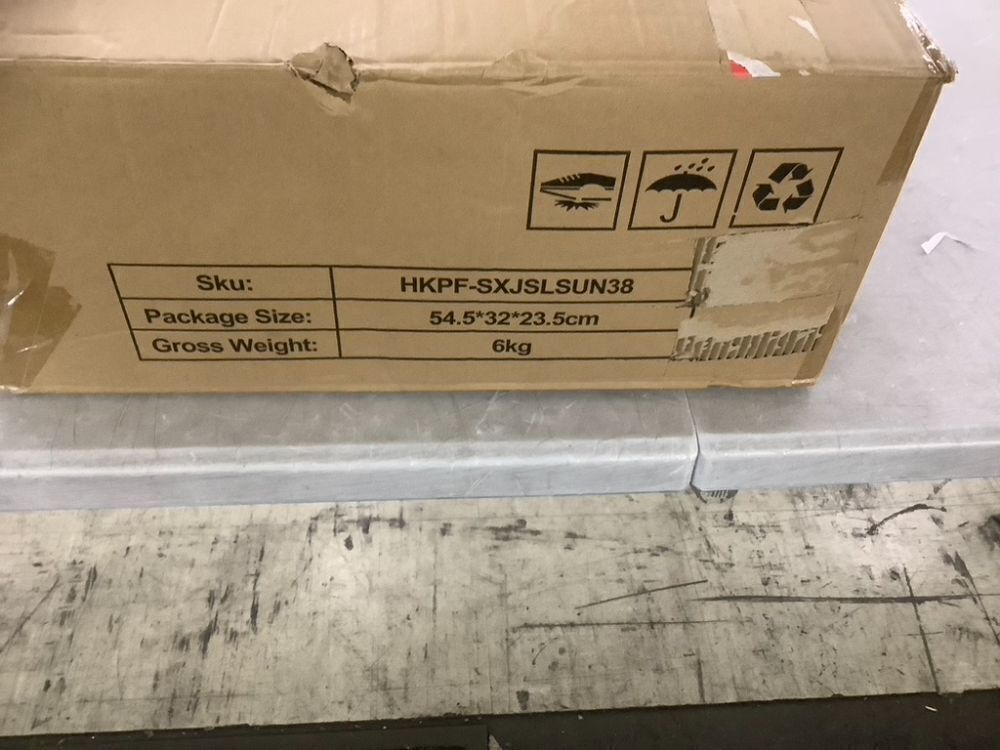 Sku: HKPF-SXJSLSUN38
Package Size: 54.5*32*23.5cm
Gross Weight: 6kg